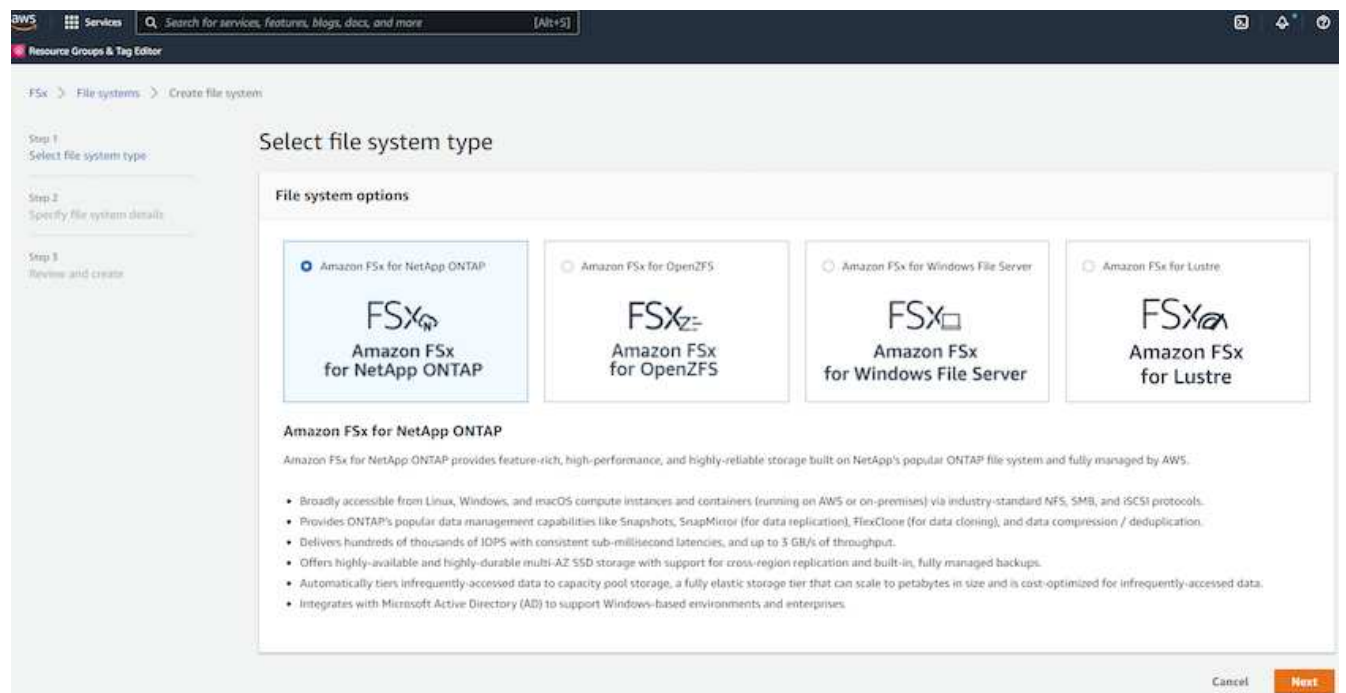 aws
Services
Search for services, features, blogs, docs, and more
[Alt+S]
Resource Groups & Tag Editor
FSx > File systems > Create file system
Step 1
Select file system type
Step 2
Specify file system details
Step 3
Review and create
Select file system type
File system options
Amazon FSx for NetApp ONTAP
FSx N
Amazon FSx
for NetApp ONTAP
Amazon FSx for OpenZFS
FSx Z
Amazon FSx
for OpenZFS
Amazon FSx for Windows File Server
FSx
Amazon FSx
for Windows File Server
Amazon FSx for Lustre
FSx
Amazon FSx
for Lustre
Amazon FSx for NetApp ONTAP
Amazon FSx for NetApp ONTAP provides feature-rich, high-performance, and highly-reliable storage built on NetApp's popular ONTAP file system and fully managed by AWS.
• Broadly accessible from Linux, Windows, and macOS compute instances and containers (running on AWS or on-premises) via industry-standard NFS, SMB, and iSCSI protocols.
• Provides ONTAP's popular data management capabilities like Snapshots, SnapMirror (for data replication), FlexClone (for data cloning), and data compression / deduplication.
• Delivers hundreds of thousands of IOPS with consistent sub-millisecond latencies, and up to 3 GB/s of throughput.
• Offers highly-available and highly-durable multi-AZ SSD storage with support for cross-region replication and built-in, fully managed backups.
• Automatically tiers infrequently-accessed data to capacity pool storage, a fully elastic storage tier that can scale to petabytes in size and is cost-optimized for infrequently-accessed data.
• Integrates with Microsoft Active Directory (AD) to support Windows-based environments and enterprises.
Cancel
Next